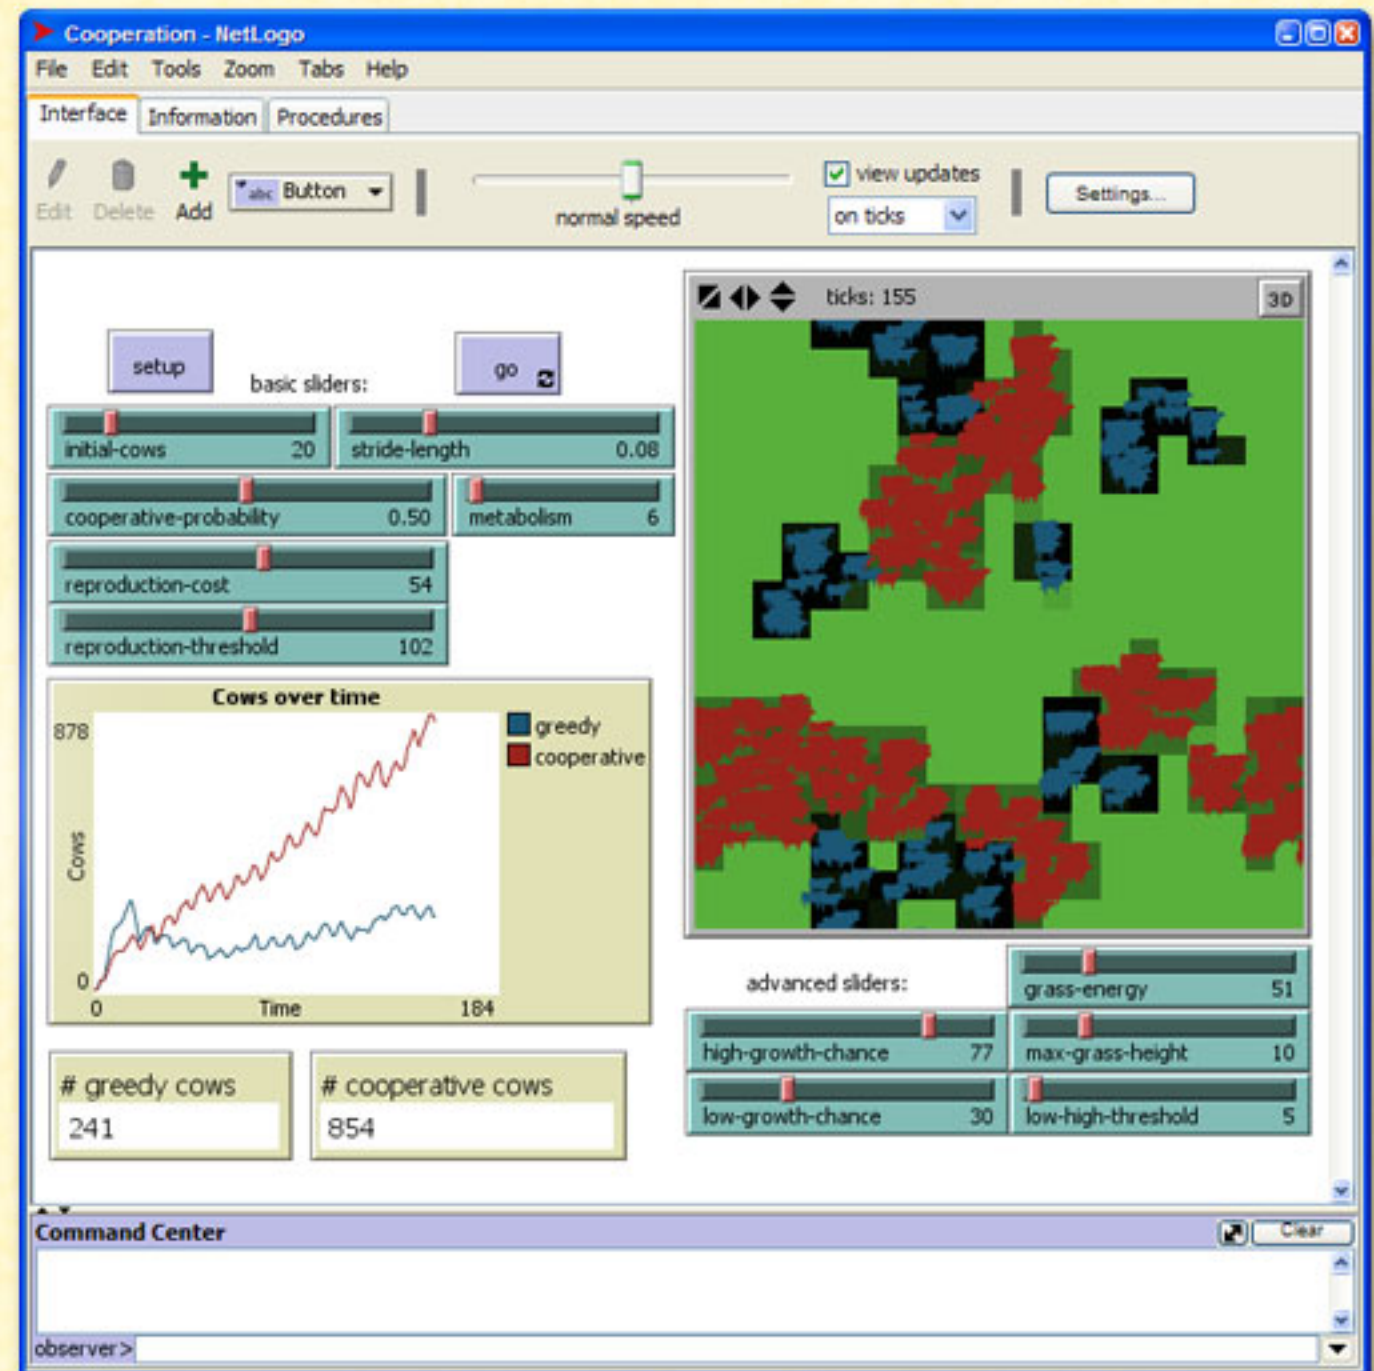 Cooperation - NetLogo
File Edit Tools Zoom Tabs Help
Interface Information Procedures
Edit Delete Add abc Button normal speed view updates on ticks Settings...
ticks: 155 3D
setup basic sliders: go
initial-cows 20 stride-length 0.08
cooperative-probability 0.50 metabolism 6
reproduction-cost 54
reproduction-threshold 102
Cows over time
878
greedy
cooperative
Cows
0
0 Time 184
# greedy cows # cooperative cows
241 854
advanced sliders: grass-energy 51
high-growth-chance 77 max-grass-height 10
low-growth-chance 30 low-high-threshold 5
Command Center Clear
observer>